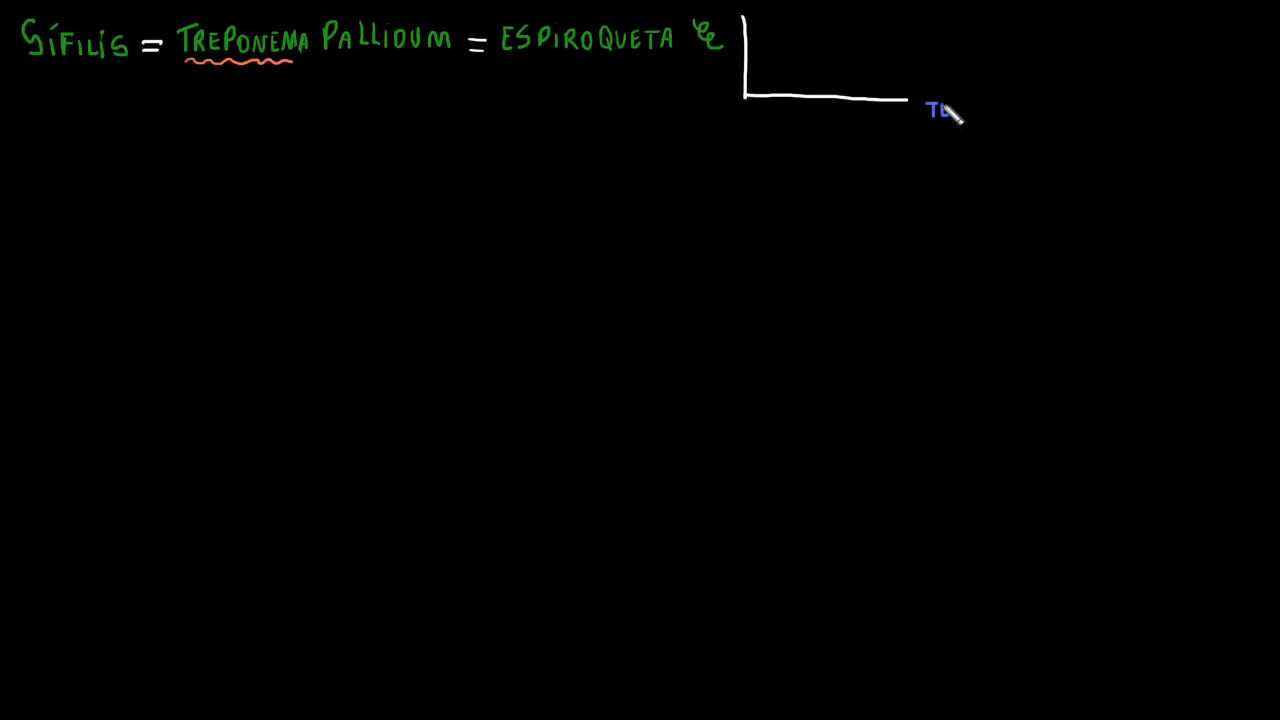 SÍFILIS = TREPONEMA PALLIDUM = ESPIROQUETA